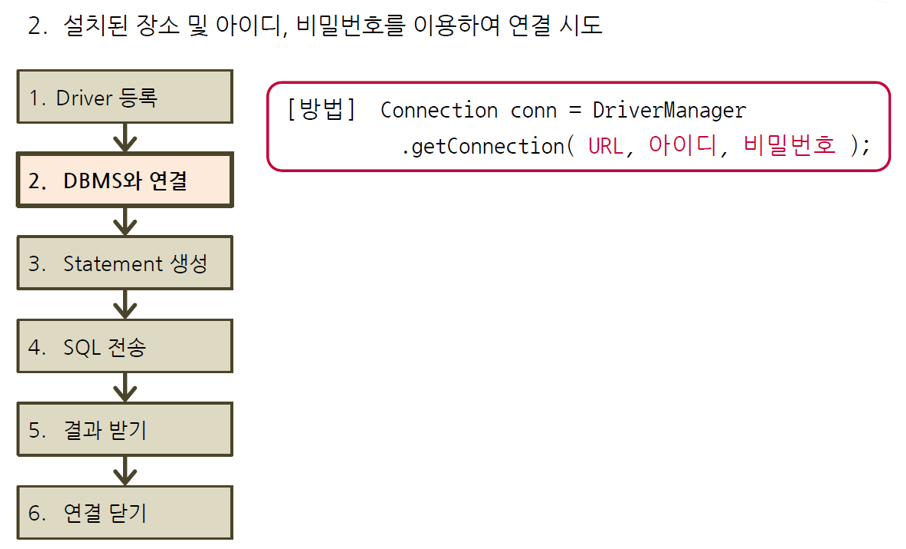 2. 설치된 장소 및 아이디, 비밀번호를 이용하여 연결 시도
1. Driver 등록
2. DBMS와 연결
3. Statement 생성
4. SQL 전송
5. 결과 받기
6. 연결 닫기
[방법] Connection conn = DriverManager
.getConnection( URL, 아이디, 비밀번호 );